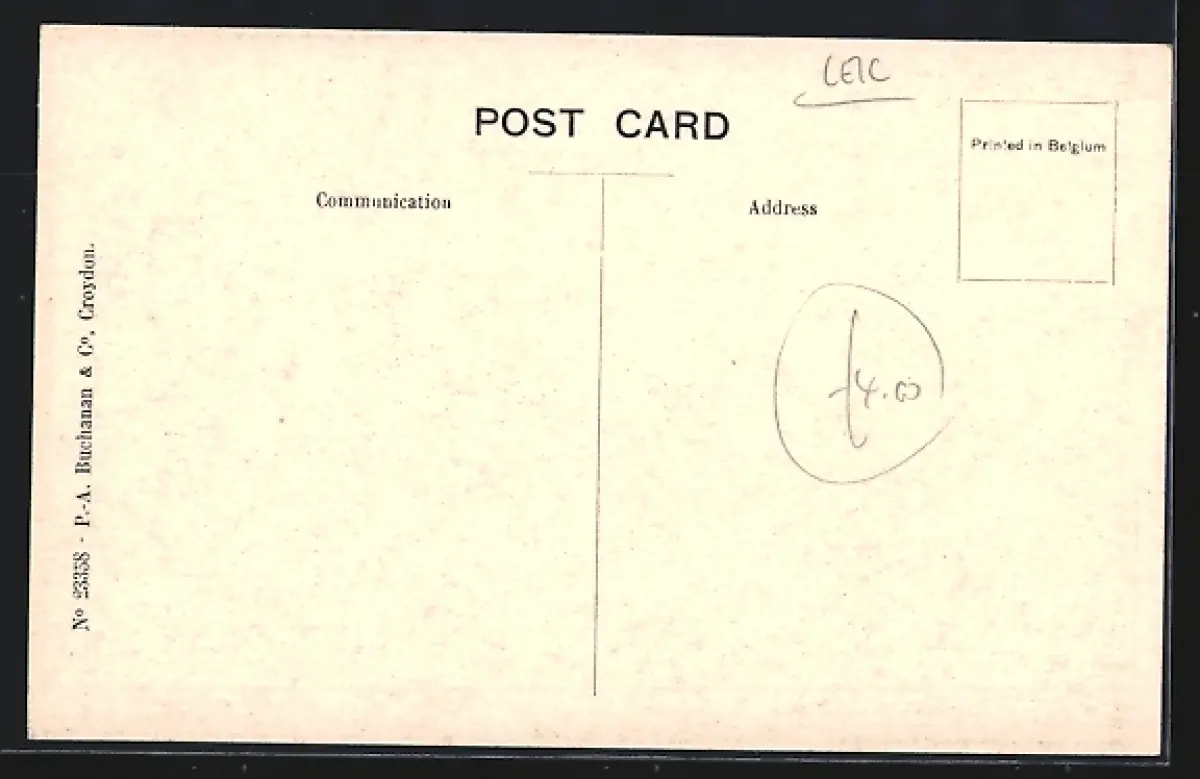 LEIC
POST CARD
Printed in Belgium
Communication
Address
£4.00
Nº 23358 - P.-A. Buchanan & Cº, Croydon.